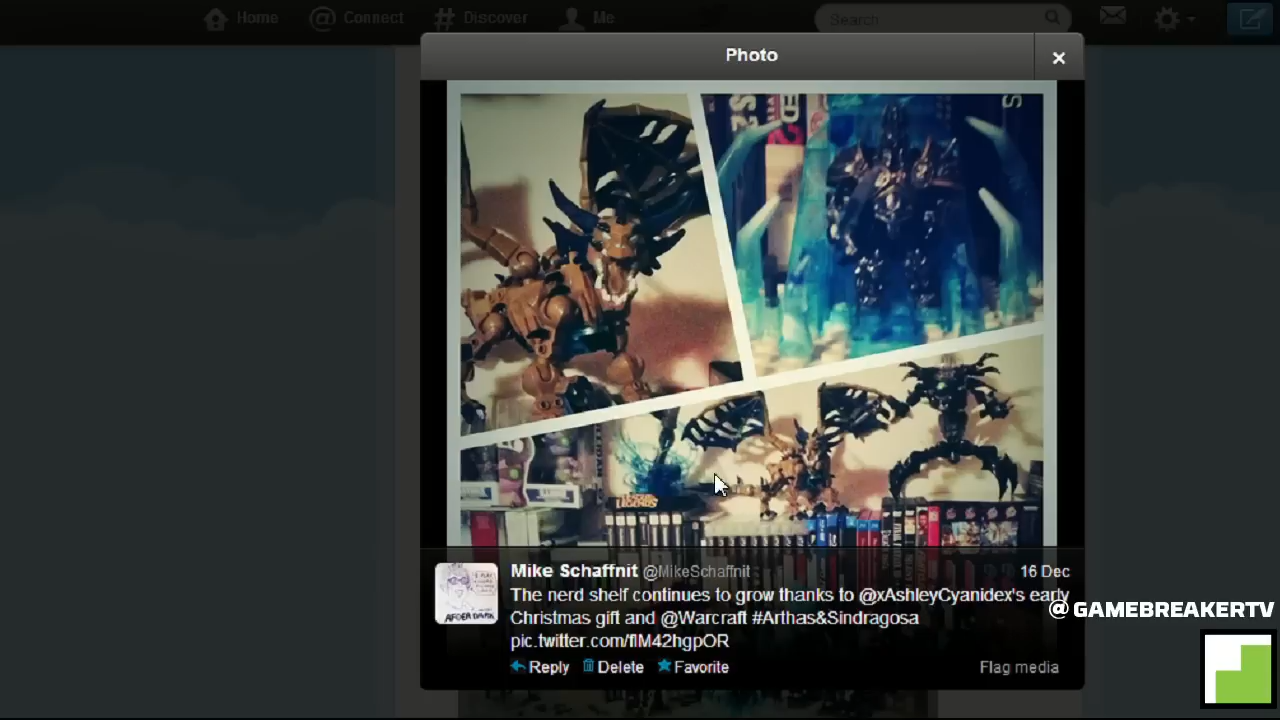 Home
Connect
Discover
Me
Search
Photo
Mike Schaffnit @MikeSchaffnit
16 Dec
The nerd shelf continues to grow thanks to @xAshleyCyanidex's early
Christmas gift and @Warcraft #Arthas&Sindragosa
pic.twitter.com/flM42hgpOR
Reply
Delete
Favorite
Flag media
@GAMEBREAKERTV